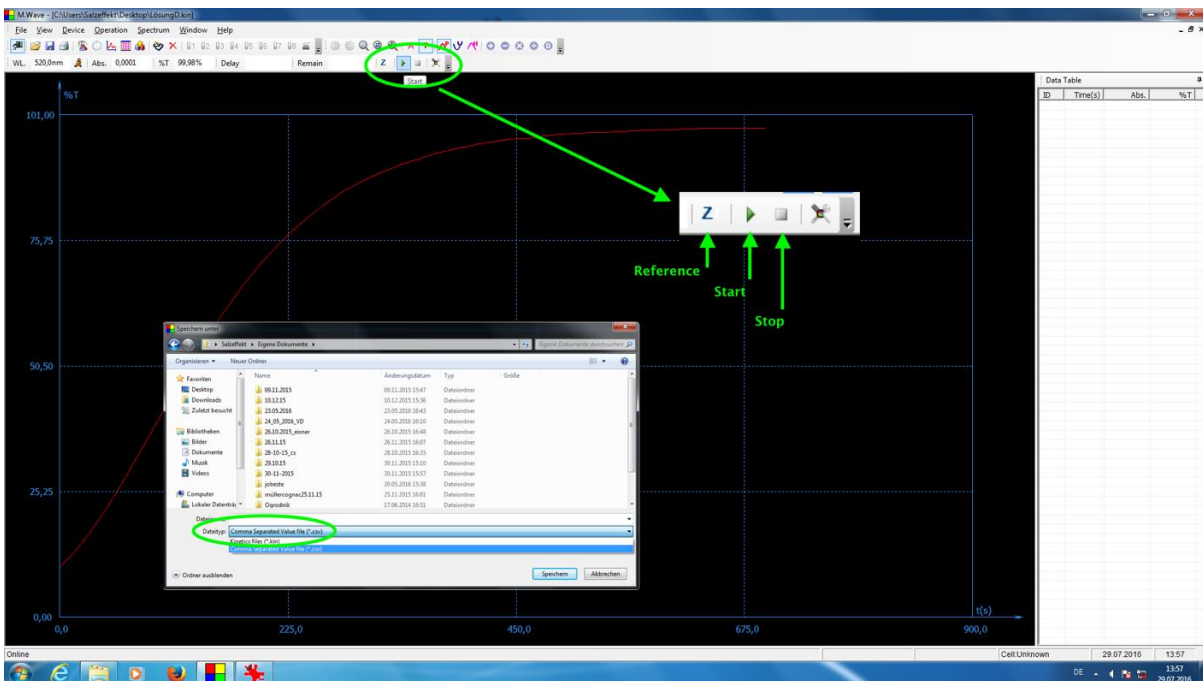 M.Wave - [C:\Users\Salzeffekt\Desktop\LösungD.kin]
File View Device Operation Spectrum Window Help
WL. 520,0nm Abs. 0,0001 %T 99,98% Delay Remain Z
Start
Data Table
ID Time(s) Abs. %T
%T
101,00
75,75
50,50
25,25
0,00
0,0 225,0 450,0 675,0 900,0
t(s)
Z
Reference
Start
Stop
Speichern unter
Salzeffekt Eigene Dokumente
Eigene Dokumente durchsuchen
Organisieren Neuer Ordner
Favoriten
Desktop
Downloads
Zuletzt besucht
Bibliotheken
Bilder
Dokumente
Musik
Videos
Computer
Lokaler Datenträ
Name Änderungsdatum Typ Größe
09.11.2015 09.11.2015 15:47 Dateiordner
10.12.15 10.12.2015 15:36 Dateiordner
23.05.2016 23.05.2016 16:43 Dateiordner
24_05_2016_VD 24.05.2016 16:10 Dateiordner
26.10.2015_eisner 26.10.2015 16:48 Dateiordner
26.11.15 26.11.2015 16:07 Dateiordner
28-10-15_cs 28.10.2015 16:35 Dateiordner
29.10.15 30.11.2015 15:10 Dateiordner
30-11-2015 30.11.2015 15:57 Dateiordner
jobeste 30.05.2016 15:38 Dateiordner
müllercognac25.11.15 25.11.2015 16:01 Dateiordner
Ogrodnik 17.06.2014 16:51 Dateiordner
Dateityp: Comma Separated Value file (*.csv)
Kinetics files (*.kin)
Comma Separated Value file (*.csv)
Ordner ausblenden
Speichern Abbrechen
Online
Cell:Unknown 29.07.2016 13:57
DE 13:57
29.07.2016